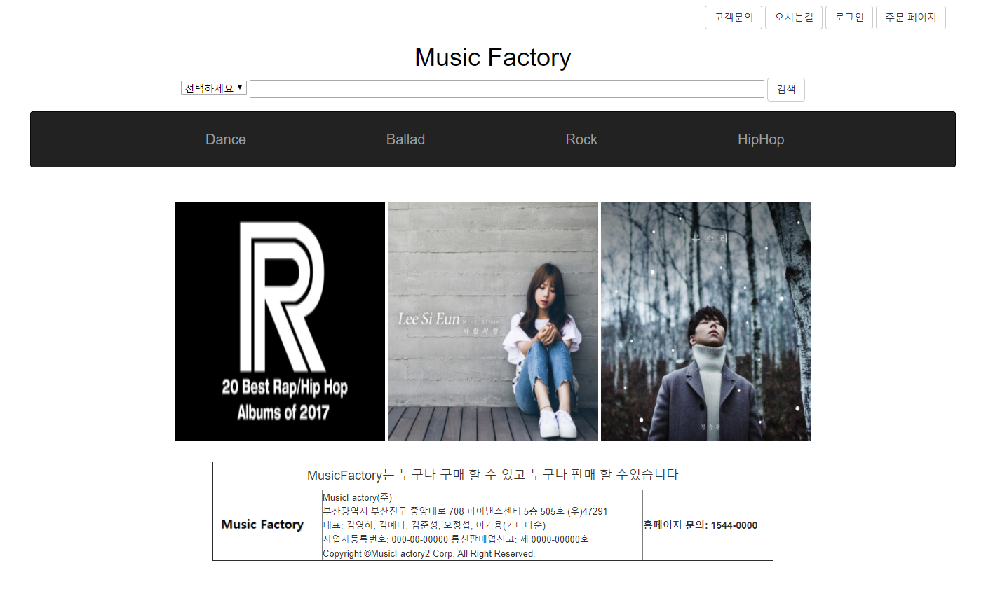 고객문의 오시는길 로그인 주문 페이지
Music Factory
선택하세요 검색
Dance Ballad Rock HipHop
목소리
R
20 Best Rap/Hip Hop
Albums of 2017
Lee Si Eun Mini Album
바람처럼
정승환
MusicFactory는 누구나 구매 할 수 있고 누구나 판매 할 수있습니다
Music Factory
MusicFactory(주)
부산광역시 부산진구 중앙대로 708 파이낸스센터 5층 505호 (우)47291
대표: 김영하, 김예나, 김준성, 오정섭, 이기용(가나다순)
사업자등록번호: 000-00-00000 통신판매업신고: 제 0000-00000호
Copyright ©MusicFactory2 Corp. All Right Reserved.
홈페이지 문의: 1544-0000